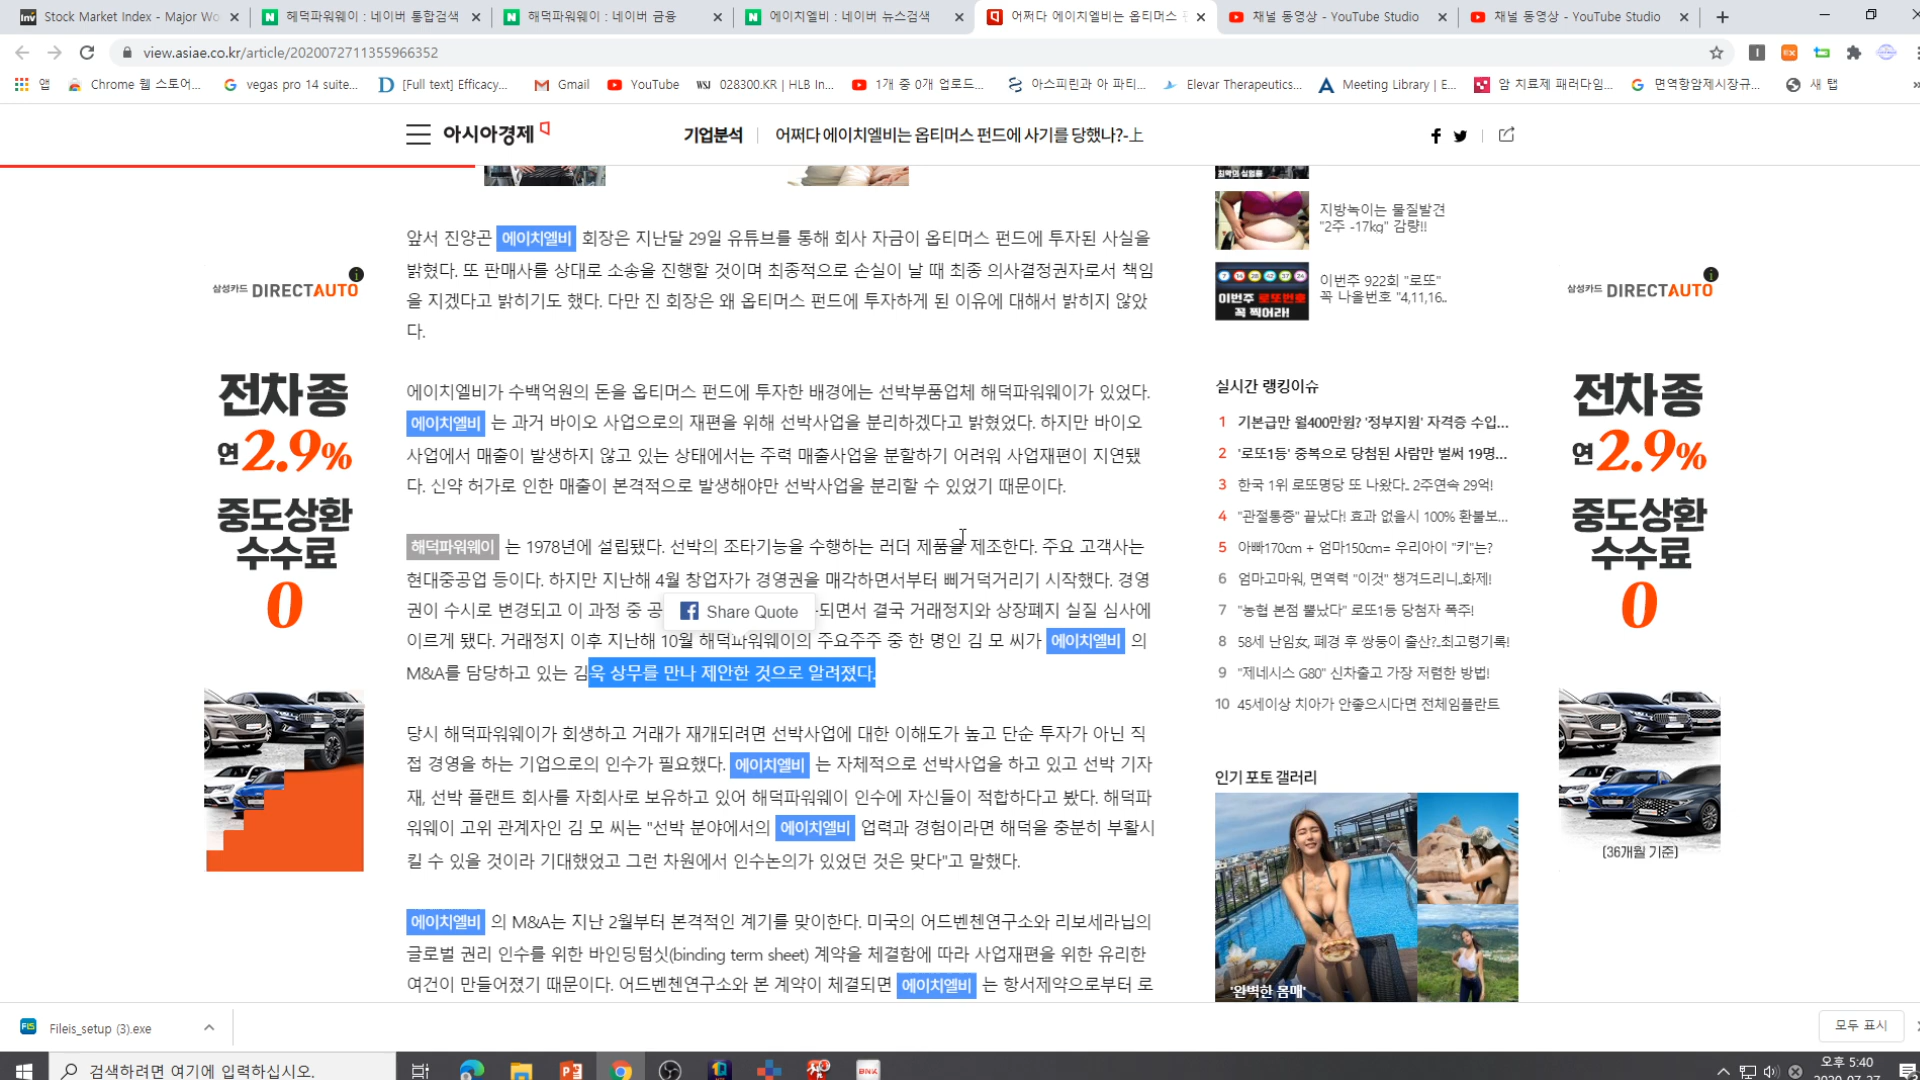 Stock Market Index - Major Wo
헤덕파워웨이 : 네이버 통합검색
해덕파워웨이 : 네이버 금융
에이치엘비 : 네이버 뉴스검색
어쩌다 에이치엘비는 옵티머스
채널 동영상 - YouTube Studio
채널 동영상 - YouTube Studio
view.asiae.co.kr/article/2020072711355966352
앱
Chrome 웹 스토어...
vegas pro 14 suite...
[Full text] Efficacy...
Gmail
YouTube
028300.KR | HLB In...
1개 중 0개 업로드...
아스피린과 아 파티...
Elevar Therapeutics...
Meeting Library | E...
암 치료제 패러다임...
면역항암제시장규...
새 탭
아시아경제
기업분석
어쩌다 에이치엘비는 옵티머스 펀드에 사기를 당했나?-上
앞서 진양곤 에이치엘비 회장은 지난달 29일 유튜브를 통해 회사 자금이 옵티머스 펀드에 투자된 사실을
밝혔다. 또 판매사를 상대로 소송을 진행할 것이며 최종적으로 손실이 날 때 최종 의사결정권자로서 책임
을 지겠다고 밝히기도 했다. 다만 진 회장은 왜 옵티머스 펀드에 투자하게 된 이유에 대해서 밝히지 않았
다.
에이치엘비가 수백억원의 돈을 옵티머스 펀드에 투자한 배경에는 선박부품업체 해덕파워웨이가 있었다.
에이치엘비 는 과거 바이오 사업으로의 재편을 위해 선박사업을 분리하겠다고 밝혔었다. 하지만 바이오
사업에서 매출이 발생하지 않고 있는 상태에서는 주력 매출사업을 분할하기 어려워 사업재편이 지연됐
다. 신약 허가로 인한 매출이 본격적으로 발생해야만 선박사업을 분리할 수 있었기 때문이다.
해덕파워웨이 는 1978년에 설립됐다. 선박의 조타기능을 수행하는 러더 제품을 제조한다. 주요 고객사는
현대중공업 등이다. 하지만 지난해 4월 창업자가 경영권을 매각하면서부터 삐거덕거리기 시작했다. 경영
권이 수시로 변경되고 이 과정 중 공
Share Quote
되면서 결국 거래정지와 상장폐지 실질 심사에
이르게 됐다. 거래정지 이후 지난해 10월 해덕파워웨이의 주요주주 중 한 명인 김 모 씨가 에이치엘비 의
M&A를 담당하고 있는 김욱 상무를 만나 제안한 것으로 알려졌다.
당시 해덕파워웨이가 회생하고 거래가 재개되려면 선박사업에 대한 이해도가 높고 단순 투자가 아닌 직
접 경영을 하는 기업으로의 인수가 필요했다. 에이치엘비 는 자체적으로 선박사업을 하고 있고 선박 기자
재, 선박 플랜트 회사를 자회사로 보유하고 있어 해덕파워웨이 인수에 자신들이 적합하다고 봤다. 해덕파
워웨이 고위 관계자인 김 모 씨는 "선박 분야에서의 에이치엘비 업력과 경험이라면 해덕을 충분히 부활시
킬 수 있을 것이라 기대했었고 그런 차원에서 인수논의가 있었던 것은 맞다"고 말했다.
에이치엘비 의 M&A는 지난 2월부터 본격적인 계기를 맞이한다. 미국의 어드벤첸연구소와 리보세라닙의
글로벌 권리 인수를 위한 바인딩텀싯(binding term sheet) 계약을 체결함에 따라 사업재편을 위한 유리한
여건이 만들어졌기 때문이다. 어드벤첸연구소와 본 계약이 체결되면 에이치엘비 는 항서제약으로부터 로
삼성카드 DIRECTAUTO
전차종
연 2.9%
중도상환
수수료
0
지방녹이는 물질발견
"2주 -17kg" 감량!!
7 14 28 42 37 24
이번주 로또번호
꼭 찍어라!
이번주 922회 "로또"
꼭 나올번호 "4,11,16..
실시간 랭킹이슈
1 기본급만 월400만원? '정부지원' 자격증 수입...
2 '로또1등' 중복으로 당첨된 사람만 벌써 19명...
3 한국 1위 로또명당 또 나왔다.. 2주연속 29억!
4 "관절통증" 끝났다! 효과 없을시 100% 환불보...
5 아빠170cm + 엄마150cm= 우리아이 "키"는?
6 엄마고마워, 면역력 "이것" 챙겨드리니..화제!
7 "농협 본점 뿔났다" 로또1등 당첨자 폭주!
8 58세 난임女, 폐경 후 쌍둥이 출산?..최고령기록!
9 "제네시스 G80" 신차출고 가장 저렴한 방법!
10 45세이상 치아가 안좋으시다면 전체임플란트
인기 포토 갤러리
'완벽한 몸매'
삼성카드 DIRECTAUTO
전차종
연 2.9%
중도상환
수수료
0
(36개월 기준)
Fileis_setup (3).exe
모두 표시
검색하려면 여기에 입력하십시오.
오후 5:40
2020-07-27